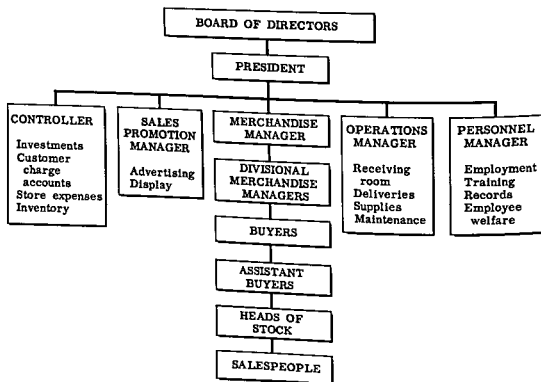 BOARD OF DIRECTORS
PRESIDENT
CONTROLLER
Investments
Customer
charge
accounts
Store expenses
Inventory
SALES
PROMOTION
MANAGER
Advertising
Display
MERCHANDISE
MANAGER
DIVISIONAL
MERCHANDISE
MANAGERS
BUYERS
ASSISTANT
BUYERS
HEADS OF
STOCK
SALESPEOPLE
OPERATIONS
MANAGER
Receiving
room
Deliveries
Supplies
Maintenance
PERSONNEL
MANAGER
Employment
Training
Records
Employee
welfare